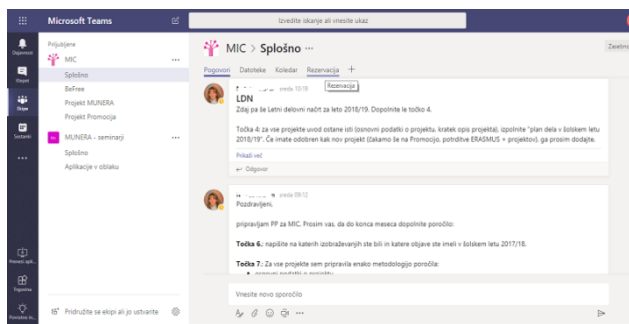 Microsoft Teams
Izvedite iskanje ali vnesite ukaz
Priljubljene
MIC
Splošno
BeFree
Projekt MUNERA
Projekt Promocija
MUNERA - seminarji
Splošno
Aplikacije v oblaku
Pridružite se ekipi ali jo ustvarite
Klepet
Ekipe
Sestanki
Trgovina
MIC > Splošno
Pogovori Datoteke Koledar Rezervacija
Rezervacija
sreda 10:19
LDN
Zdaj pa še Letni delovni načrt za leto 2018/19. Dopolnite le točko 4.
Točka 4: za vse projekte uvod ostane isti (osnovni podatki o projektu, kratek opis projekta), izpolnite "plan dela v šolskem letu
2018/19". Če imate odobren kak nov projekt (čakamo še na Promocijo, potrditve ERASMUS + projektov), ga prosim dodajte.
Prikaži več
Odgovor
sreda 09:12
Pozdravljeni,
pripravljam PP za MIC. Prosim vas, da do konca meseca dopolnite poročilo:
Točka 6.: napišite na katerih izobraževanjih ste bili in katere objave ste imeli v šolskem letu 2017/18.
Točka 7.: Za vse projekte sem pripravila enako metodologijo poročila:
Vnesite novo sporočilo